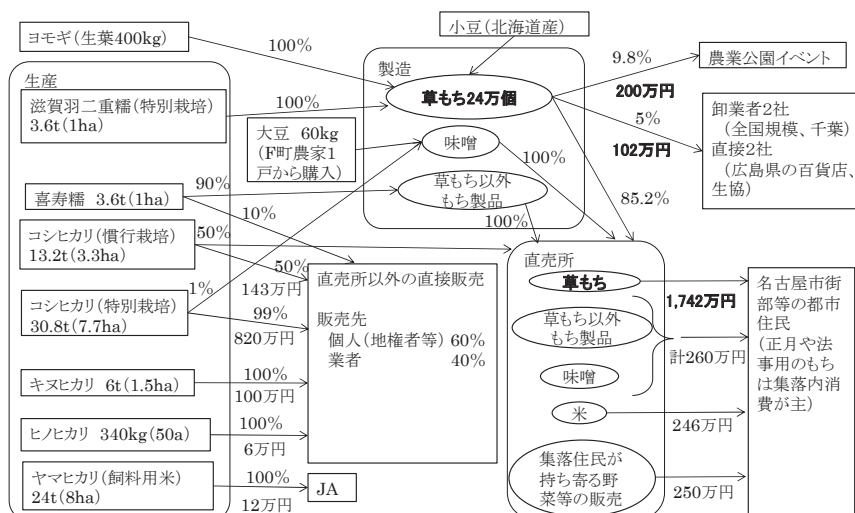 ヨモギ(生葉400kg)
100%
小豆(北海道産)
生産
滋賀羽二重糯(特別栽培)
3.6t(1ha)
100%
喜寿糯 3.6t(1ha)
90%
10%
コシヒカリ(慣行栽培)
13.2t(3.3ha)
50%
50%
143万円
コシヒカリ(特別栽培)
30.8t(7.7ha)
1%
99%
820万円
キヌヒカリ 6t(1.5ha)
100%
100万円
ヒノヒカリ 340kg(50a)
100%
6万円
ヤマヒカリ(飼料用米)
24t(8ha)
100%
12万円
JA
製造
草もち24万個
大豆 60kg
(F町農家1
戸から購入)
味噌
100%
草もち以外
もち製品
100%
85.2%
9.8%
200万円
農業公園イベント
5%
102万円
卸業者2社
(全国規模、千葉)
直接2社
(広島県の百貨店、
生協)
直売所以外の直接販売
販売先
個人(地権者等) 60%
業者 40%
直売所
草もち
1,742万円
草もち以外
もち製品
計260万円
味噌
米
246万円
集落住民が
持ち寄る野
菜等の販売
250万円
名古屋市街
部等の都市
住民
(正月や法
事用のもち
は集落内消
費が主)